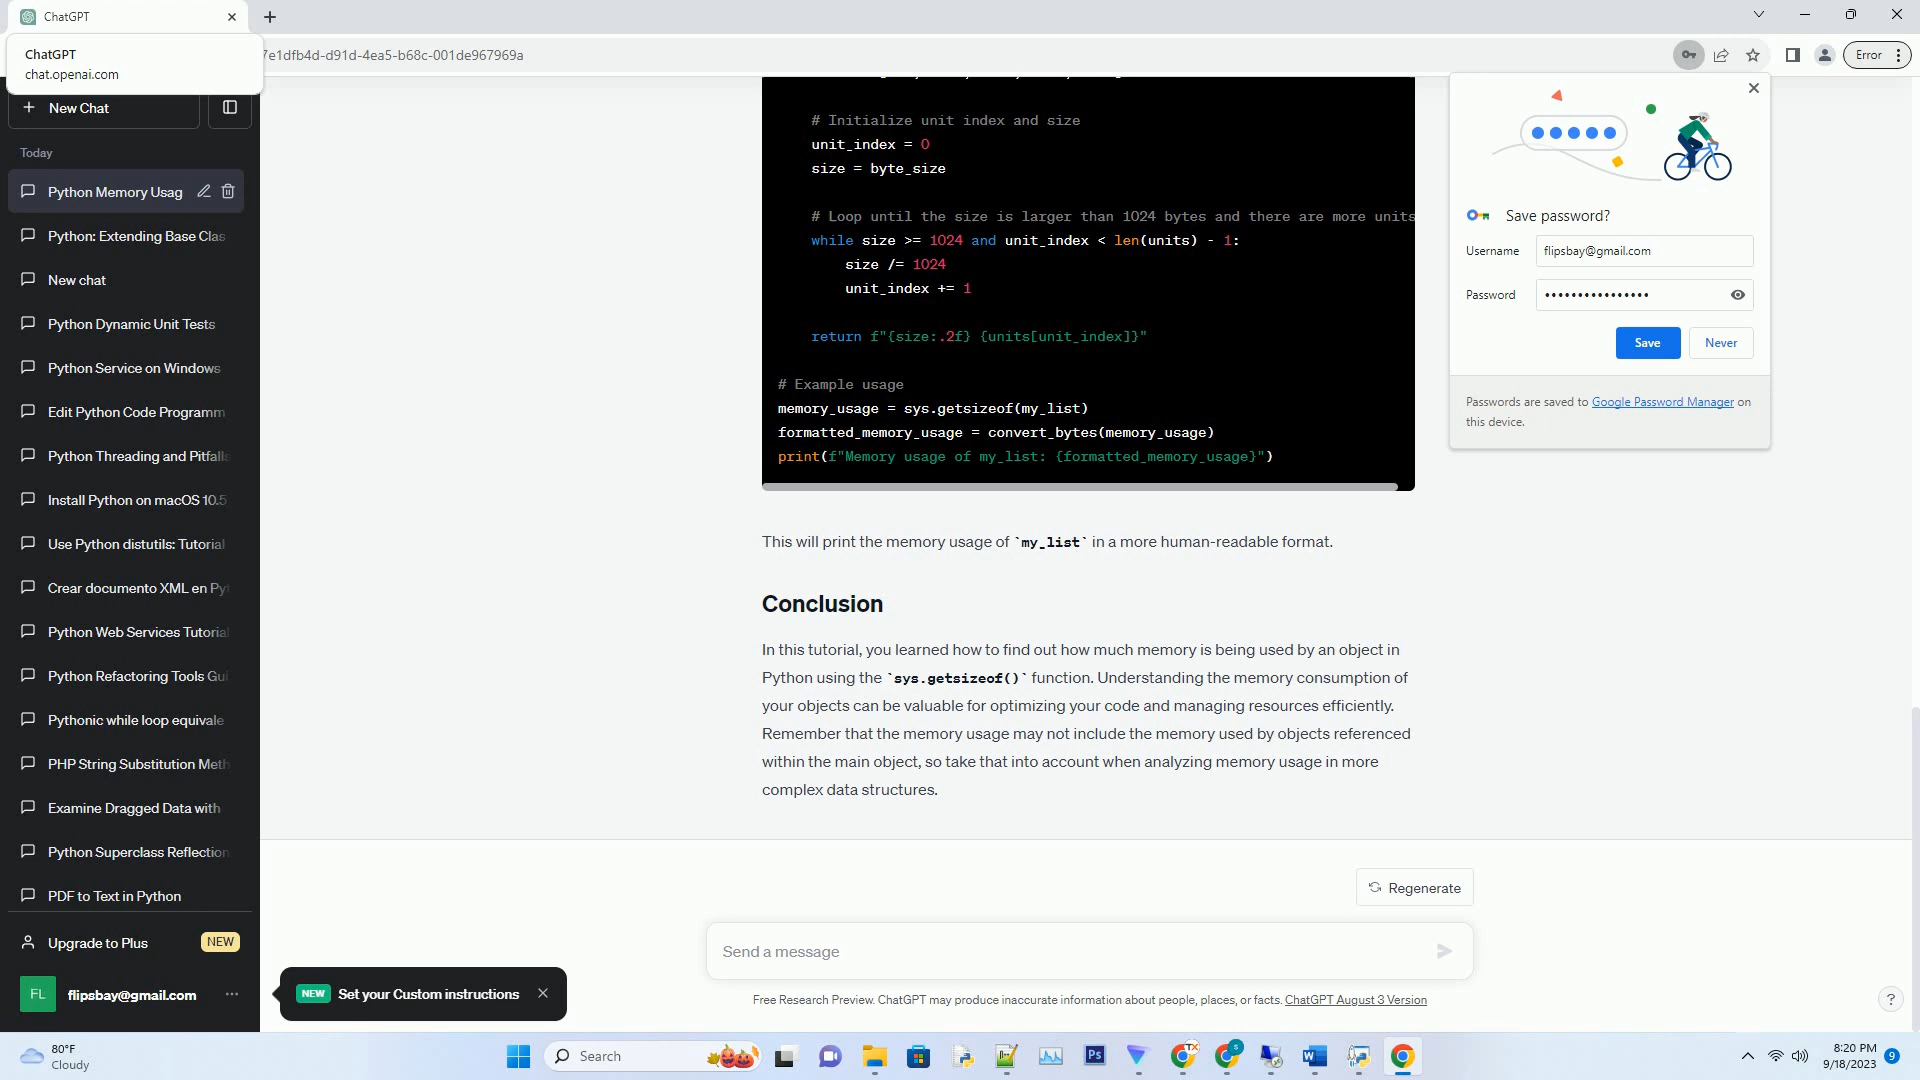 ChatGPT
ChatGPT
chat.openai.com
7e1dfb4d-d91d-4ea5-b68c-001de967969a
Error
New Chat
Today
Python Memory Usag
Python: Extending Base Clas
New chat
Python Dynamic Unit Tests
Python Service on Windows
Edit Python Code Programm
Python Threading and Pitfalls
Install Python on macOS 10.5
Use Python distutils: Tutorial
Crear documento XML en Pyt
Python Web Services Tutorial
Python Refactoring Tools Gui
Pythonic while loop equivale
PHP String Substitution Meth
Examine Dragged Data with
Python Superclass Reflection
PDF to Text in Python
Upgrade to Plus
NEW
FL
flipsbay@gmail.com
# Initialize unit index and size
unit_index = 0
size = byte_size
# Loop until the size is larger than 1024 bytes and there are more units
while size >= 1024 and unit_index < len(units) - 1:
size /= 1024
unit_index += 1
return f"{size:.2f} {units[unit_index]}"
# Example usage
memory_usage = sys.getsizeof(my_list)
formatted_memory_usage = convert_bytes(memory_usage)
print(f"Memory usage of my_list: {formatted_memory_usage}")
This will print the memory usage of `my_list` in a more human-readable format.
Conclusion
In this tutorial, you learned how to find out how much memory is being used by an object in
Python using the `sys.getsizeof()` function. Understanding the memory consumption of
your objects can be valuable for optimizing your code and managing resources efficiently.
Remember that the memory usage may not include the memory used by objects referenced
within the main object, so take that into account when analyzing memory usage in more
complex data structures.
Regenerate
Send a message
Free Research Preview. ChatGPT may produce inaccurate information about people, places, or facts. ChatGPT August 3 Version
NEW Set your Custom instructions
?
Save password?
Username
flipsbay@gmail.com
Password
••••••••••••••••
Save
Never
Passwords are saved to Google Password Manager on
this device.
80°F
Cloudy
Search
Ps
8:20 PM
9/18/2023
9